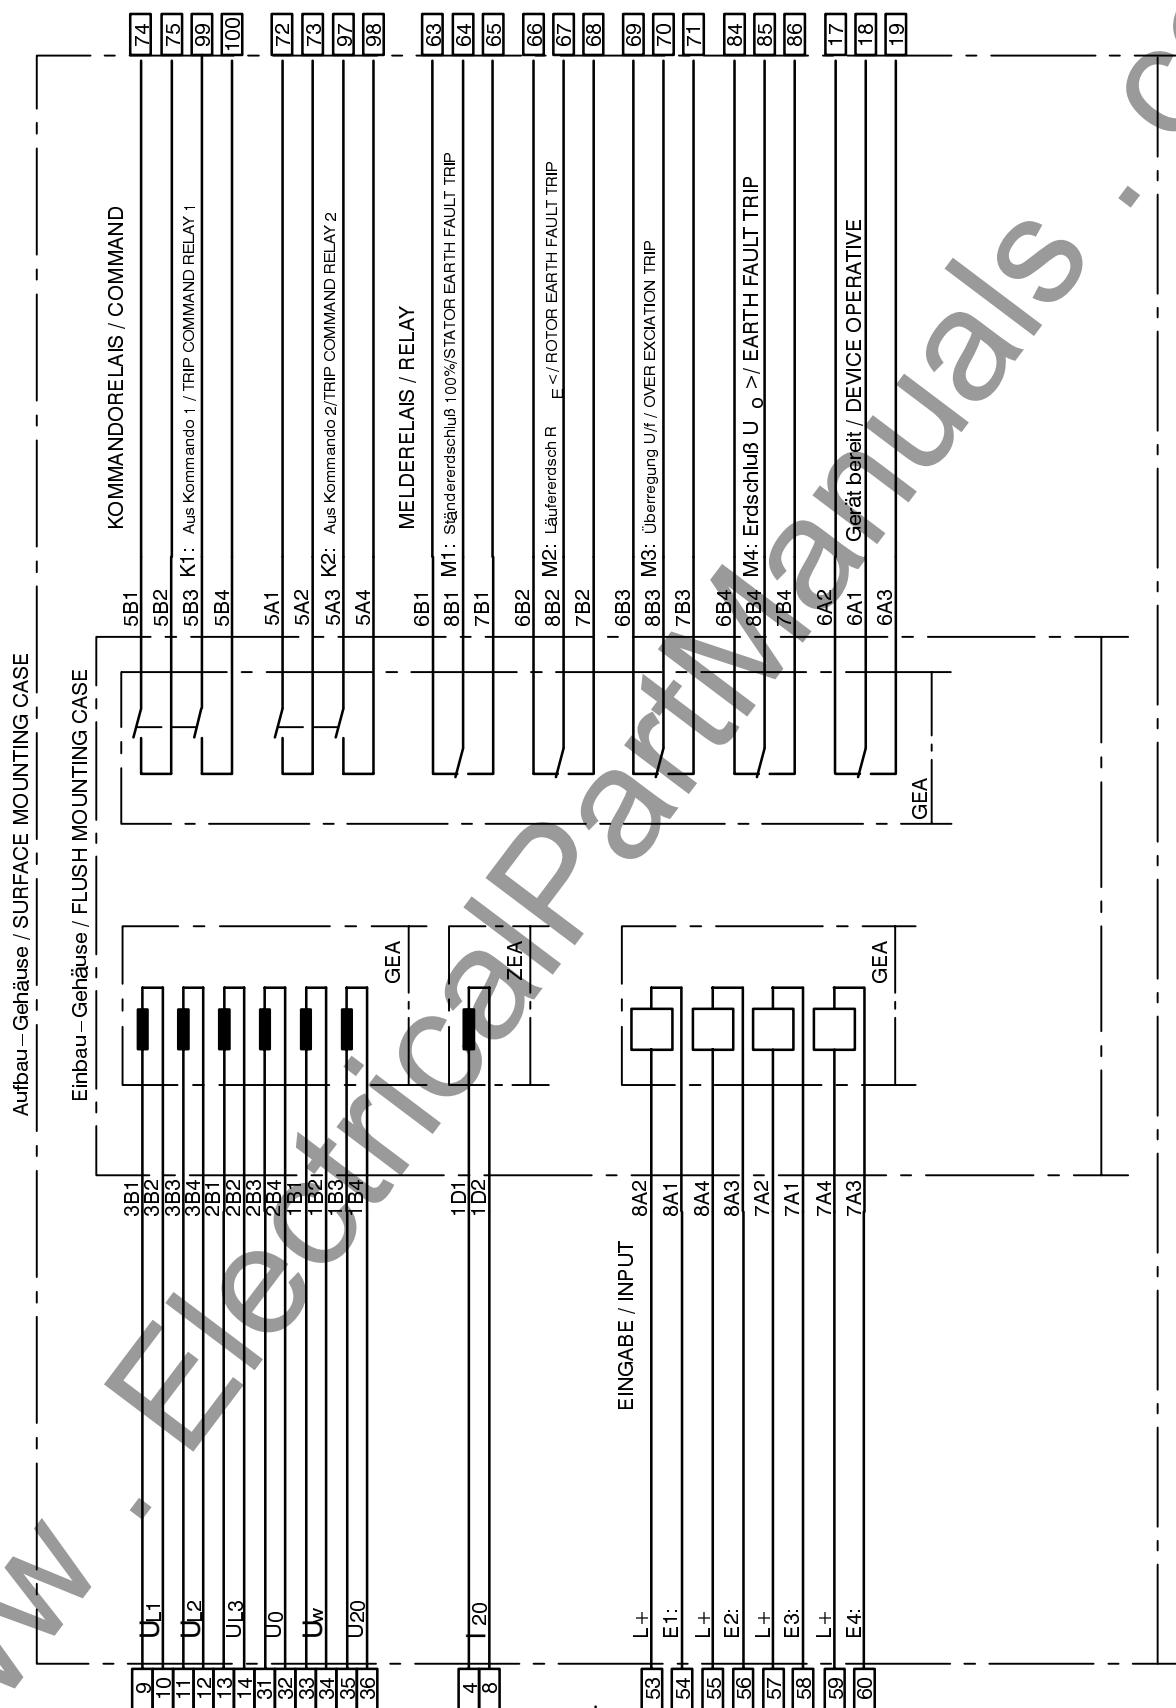 Aufbau–Gehäuse / SURFACE MOUNTING CASE
Einbau–Gehäuse / FLUSH MOUNTING CASE
KOMMANDORELAIS / COMMAND
5B1
74
5B2
75
5B3
K1: Aus Kommando 1 / TRIP COMMAND RELAY 1
99
5B4
100
5A1
72
5A2
73
5A3
K2: Aus Kommando 2/TRIP COMMAND RELAY 2
97
5A4
98
MELDERELAIS / RELAY
6B1
63
8B1
M1: Ständererdschluß 100%/STATOR EARTH FAULT TRIP
64
7B1
65
6B2
66
8B2
M2: Läufererdsch R E </ ROTOR EARTH FAULT TRIP
67
7B2
68
6B3
69
8B3
M3: Überregung U/f / OVER EXCIATION TRIP
70
7B3
71
6B4
84
8B4
M4: Erdschluß U o >/ EARTH FAULT TRIP
85
7B4
86
6A2
17
6A1
Gerät bereit / DEVICE OPERATIVE
18
6A3
19
GEA
9
UL1
3B1
10
3B2
11
UL2
3B3
12
3B4
13
UL3
2B1
14
2B2
31
U0
2B3
32
2B4
33
Uw
1B1
34
1B2
35
U20
1B3
36
1B4
GEA
4
I20
1D1
8
1D2
ZEA
EINGABE / INPUT
53
L+
8A2
54
E1:
8A1
55
L+
8A4
56
E2:
8A3
57
L+
7A2
58
E3:
7A1
59
L+
7A4
60
E4:
7A3
GEA
w . ElectricalPartManuals . c